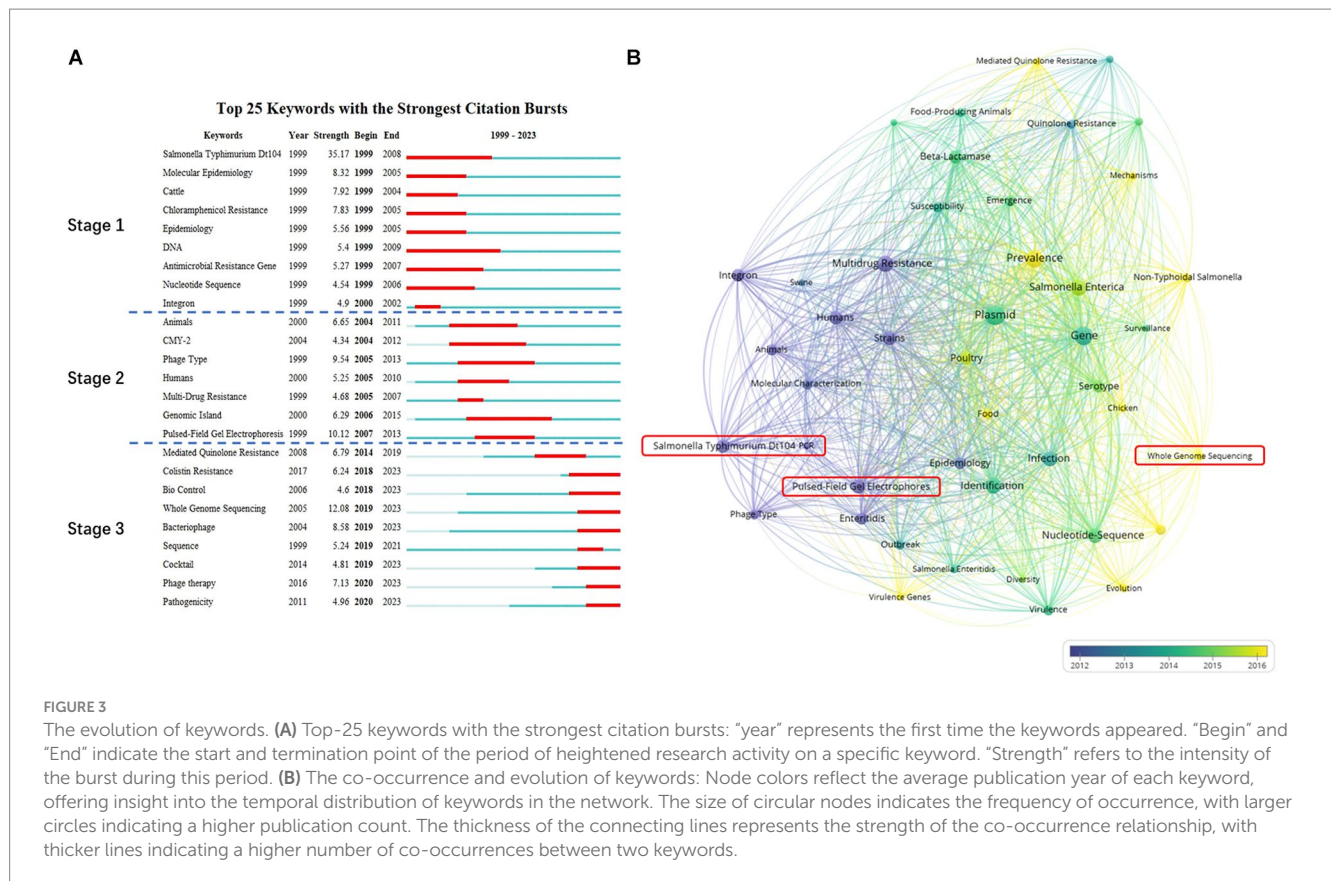 A
Top 25 Keywords with the Strongest Citation Bursts
Keywords Year Strength Begin End 1999 - 2023
Stage 1
Salmonella Typhimurium Dt104 1999 35.17 1999 2008
Molecular Epidemiology 1999 8.32 1999 2005
Cattle 1999 7.92 1999 2004
Chloramphenicol Resistance 1999 7.83 1999 2005
Epidemiology 1999 5.56 1999 2005
DNA 1999 5.4 1999 2009
Antimicrobial Resistance Gene 1999 5.27 1999 2007
Nucleotide Sequence 1999 4.54 1999 2006
Integron 1999 4.9 2000 2002
Stage 2
Animals 2000 6.65 2004 2011
CMY-2 2004 4.34 2004 2012
Phage Type 1999 9.54 2005 2013
Humans 2000 5.25 2005 2010
Multi-Drug Resistance 1999 4.68 2005 2007
Genomic Island 2000 6.29 2006 2015
Pulsed-Field Gel Electrophoresis 1999 10.12 2007 2013
Stage 3
Mediated Quinolone Resistance 2008 6.79 2014 2019
Colistin Resistance 2017 6.24 2018 2023
Bio Control 2006 4.6 2018 2023
Whole Genome Sequencing 2005 12.08 2019 2023
Bacteriophage 2004 8.58 2019 2023
Sequence 1999 5.24 2019 2021
Cocktail 2014 4.81 2019 2023
Phage therapy 2016 7.13 2020 2023
Pathogenicity 2011 4.96 2020 2023
B
Mediated Quinolone Resistance
Food-Producing Animals
Quinolone Resistance
Beta-Lactamase
Mechanisms
Susceptibility
Emergence
Integron
Multidrug Resistance
Prevalence
Swine
Salmonella Enterica
Non-Typhoidal Salmonella
Humans
Plasmid
Strains
Gene
Surveillance
Animals
Poultry
Molecular Characterization
Serotype
Food
Chicken
Salmonella Typhimurium Dt104 PCR
Epidemiology
Infection
Whole Genome Sequencing
Pulsed-Field Gel Electrophores
Identification
Phage Type
Enteritidis
Outbreak
Nucleotide-Sequence
Salmonella Enteritidis
Diversity
Evolution
Virulence Genes
Virulence
2012 2013 2014 2015 2016
FIGURE 3
The evolution of keywords. (A) Top-25 keywords with the strongest citation bursts: “year” represents the first time the keywords appeared. “Begin” and
“End” indicate the start and termination point of the period of heightened research activity on a specific keyword. “Strength” refers to the intensity of
the burst during this period. (B) The co-occurrence and evolution of keywords: Node colors reflect the average publication year of each keyword,
offering insight into the temporal distribution of keywords in the network. The size of circular nodes indicates the frequency of occurrence, with larger
circles indicating a higher publication count. The thickness of the connecting lines represents the strength of the co-occurrence relationship, with
thicker lines indicating a higher number of co-occurrences between two keywords.